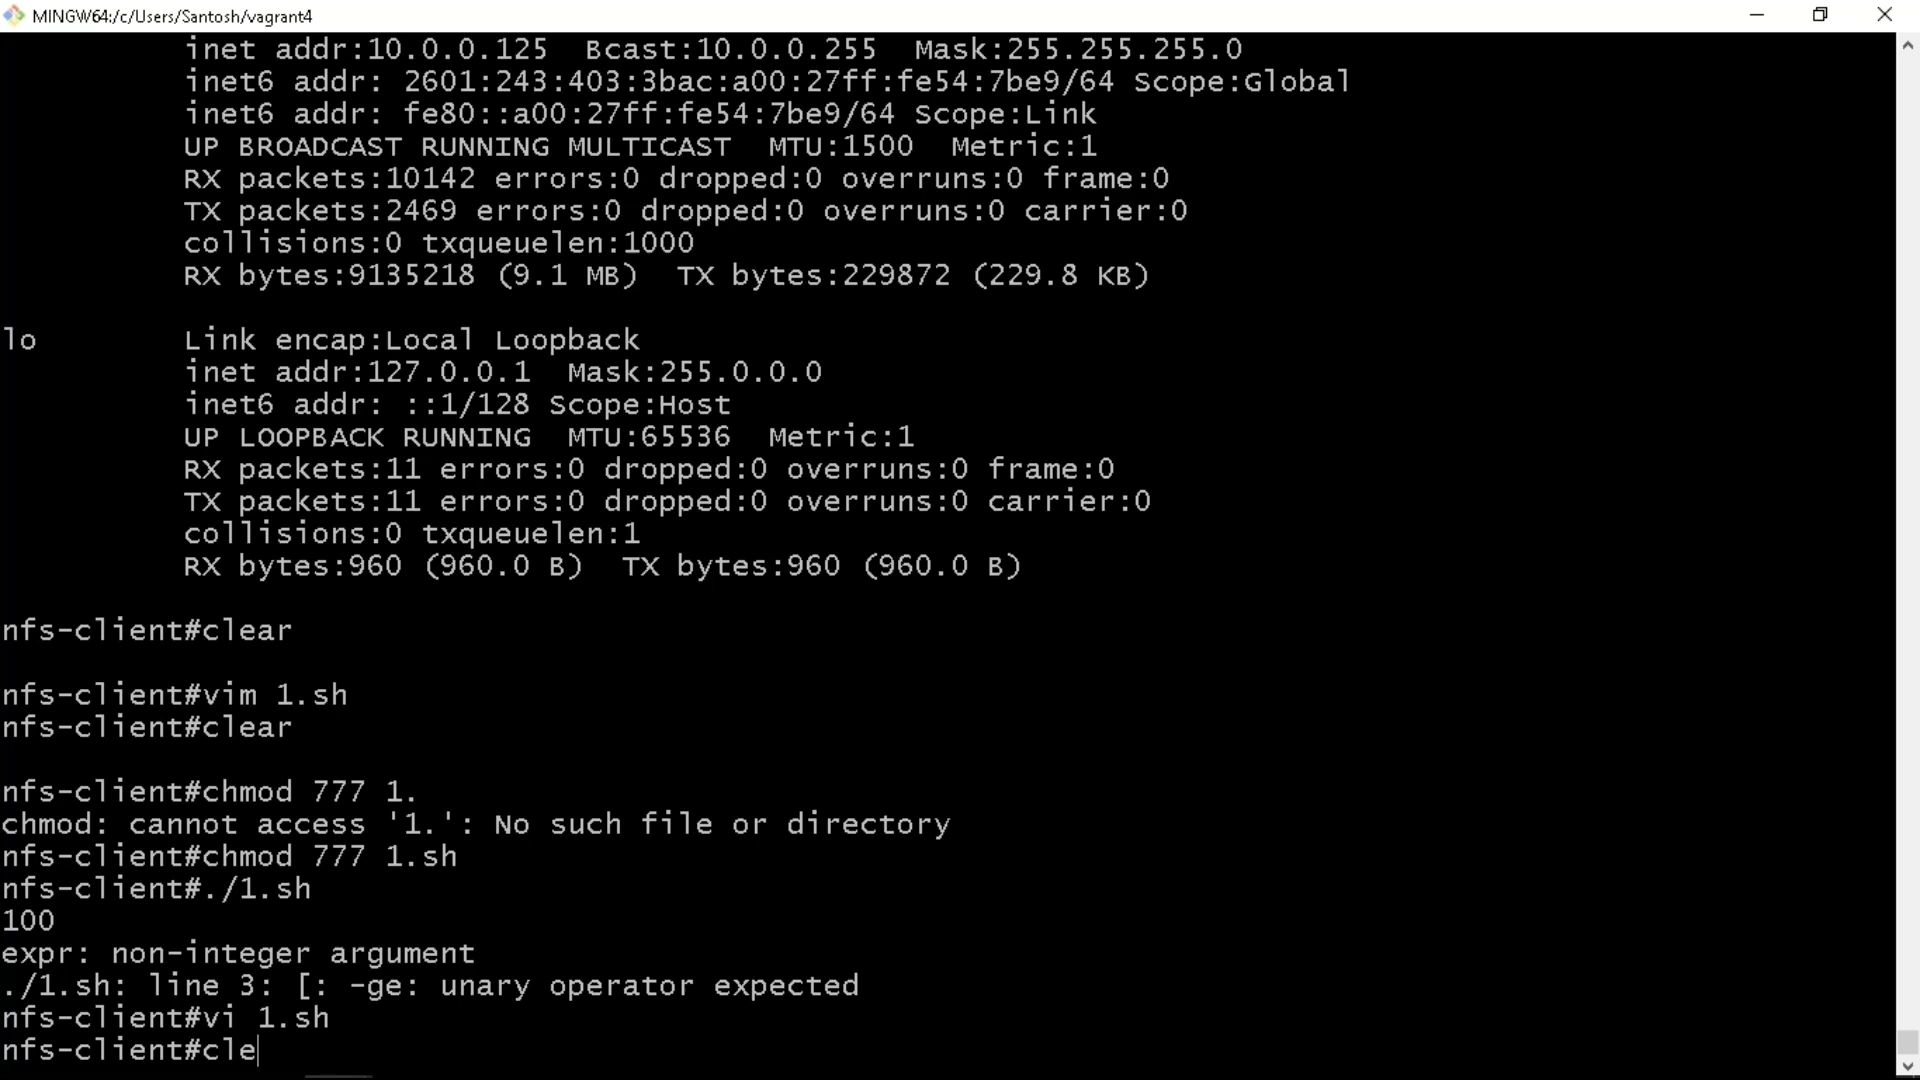 MINGW64:/c/Users/Santosh/vagrant4
inet addr:10.0.0.125  Bcast:10.0.0.255  Mask:255.255.255.0
inet6 addr: 2601:243:403:3bac:a00:27ff:fe54:7be9/64 Scope:Global
inet6 addr: fe80::a00:27ff:fe54:7be9/64 Scope:Link
UP BROADCAST RUNNING MULTICAST  MTU:1500  Metric:1
RX packets:10142 errors:0 dropped:0 overruns:0 frame:0
TX packets:2469 errors:0 dropped:0 overruns:0 carrier:0
collisions:0 txqueuelen:1000
RX bytes:9135218 (9.1 MB)  TX bytes:229872 (229.8 KB)
lo        Link encap:Local Loopback
inet addr:127.0.0.1  Mask:255.0.0.0
inet6 addr: ::1/128 Scope:Host
UP LOOPBACK RUNNING  MTU:65536  Metric:1
RX packets:11 errors:0 dropped:0 overruns:0 frame:0
TX packets:11 errors:0 dropped:0 overruns:0 carrier:0
collisions:0 txqueuelen:1
RX bytes:960 (960.0 B)  TX bytes:960 (960.0 B)
nfs-client#clear
nfs-client#vim 1.sh
nfs-client#clear
nfs-client#chmod 777 1.
chmod: cannot access '1.': No such file or directory
nfs-client#chmod 777 1.sh
nfs-client#./1.sh
100
expr: non-integer argument
./1.sh: line 3: [: -ge: unary operator expected
nfs-client#vi 1.sh
nfs-client#cle